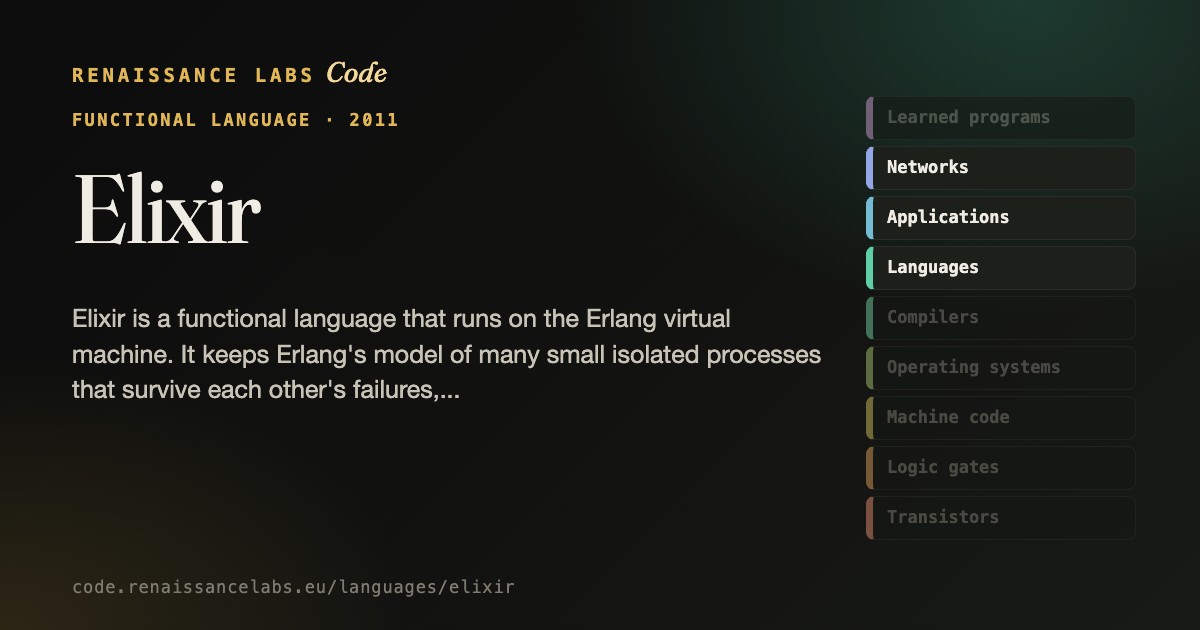 RENAISSANCE LABS Code
FUNCTIONAL LANGUAGE · 2011
Elixir
Elixir is a functional language that runs on the Erlang virtual
machine. It keeps Erlang's model of many small isolated processes
that survive each other's failures,...
code.renaissancelabs.eu/languages/elixir
Learned programs
Networks
Applications
Languages
Compilers
Operating systems
Machine code
Logic gates
Transistors